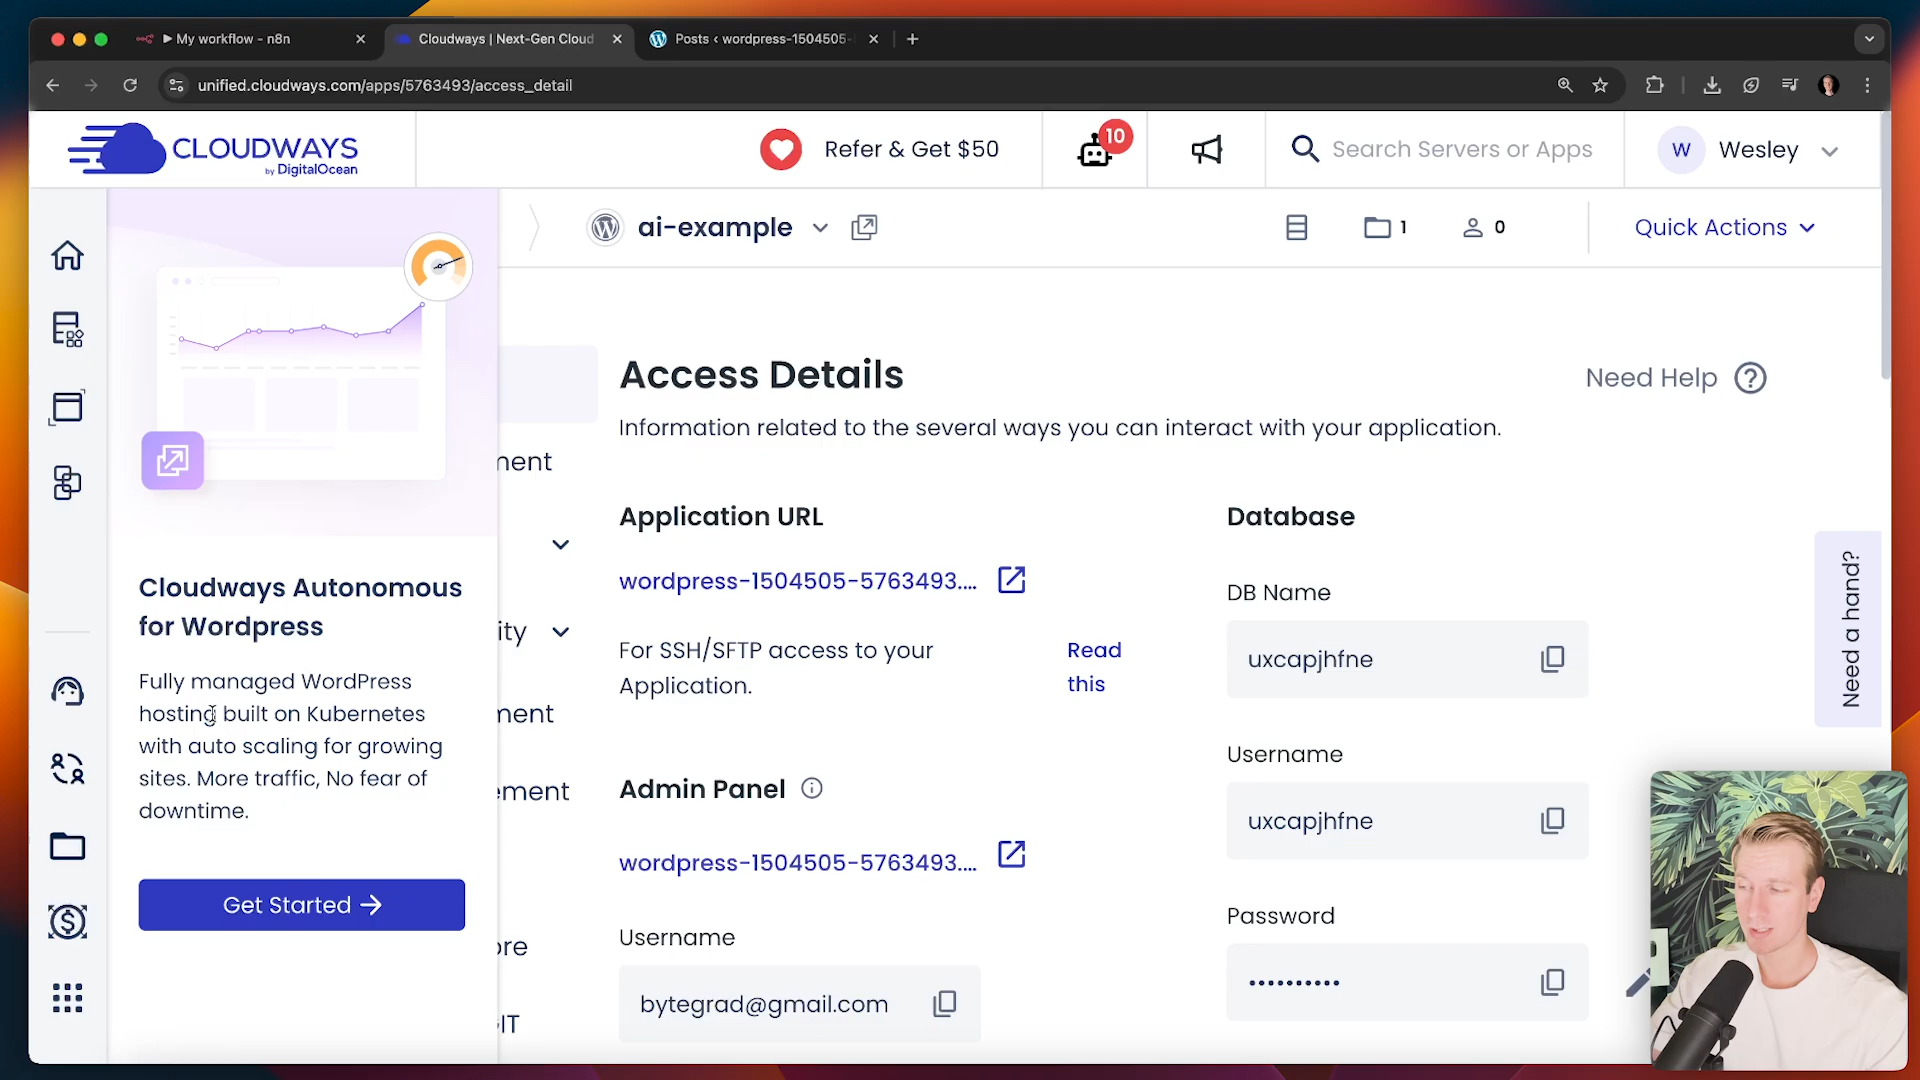 My workflow - n8n
Cloudways | Next-Gen Cloud
Posts ‹ wordpress-1504505-
unified.cloudways.com/apps/5763493/access_detail
CLOUDWAYS
by DigitalOcean
Refer & Get $50
10
Search Servers or Apps
W
Wesley
ai-example
1
0
Quick Actions
Cloudways Autonomous
for Wordpress
Fully managed WordPress
hosting built on Kubernetes
with auto scaling for growing
sites. More traffic, No fear of
downtime.
Get Started
Access Details
Need Help
Information related to the several ways you can interact with your application.
Application URL
wordpress-1504505-5763493....
For SSH/SFTP access to your
Application.
Read
this
Admin Panel
wordpress-1504505-5763493....
Username
bytegrad@gmail.com
Database
DB Name
uxcapjhfne
Username
uxcapjhfne
Password
••••••••••
Need a hand?